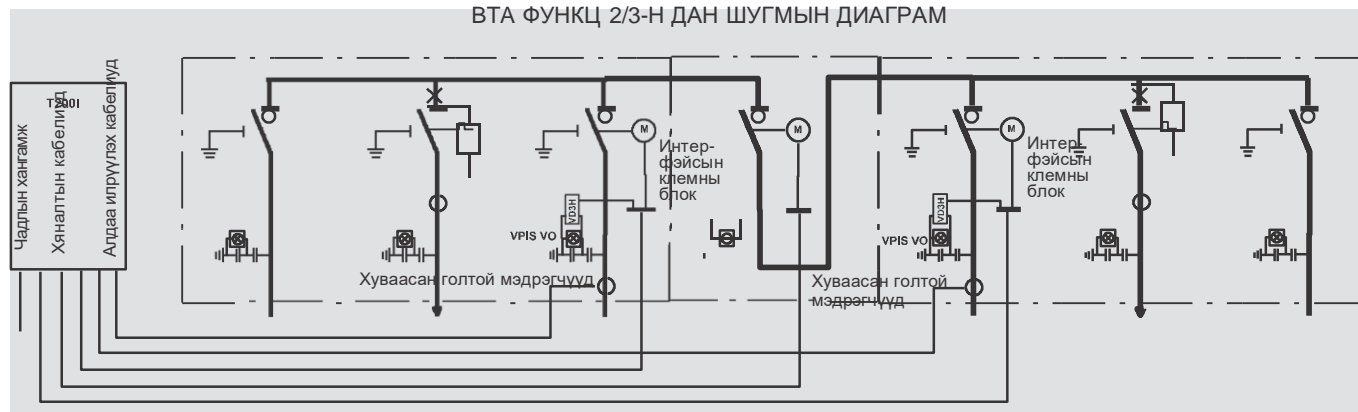 ВТА ФУНКЦ 2/3-Н ДАН ШУГМЫН ДИАГРАМ
T200I
Чадлын хангамж
Хяналтын кабелиуд
Алдаа илрүүлэх кабелиуд
M
Интер-
фэйсын
клемны
блок
VD3H
VPIS VO
Хуваасан голтой мэдрэгчүүд
M
Хуваасан голтой
мэдрэгчүүд
M
Интер-
фэйсын
клемны
блок
VD3H
VPIS VO